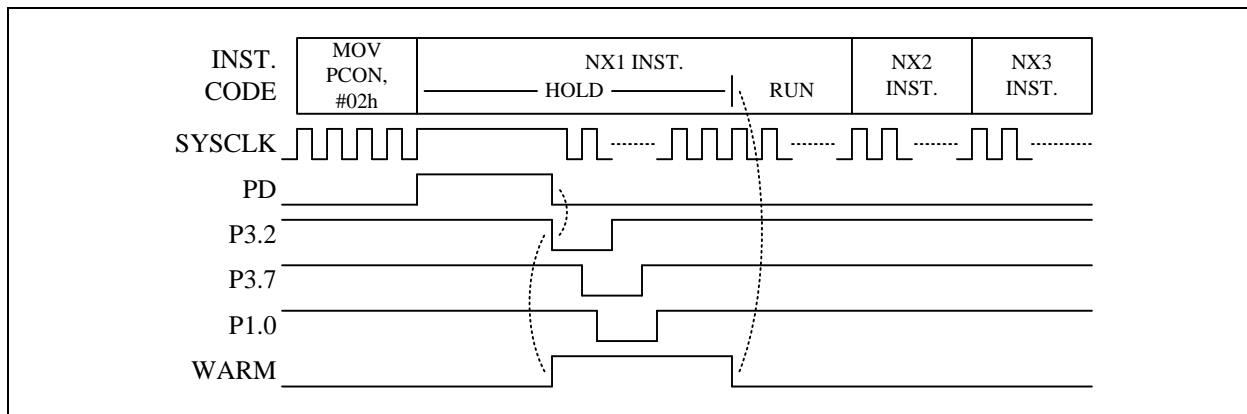 INST.
CODE
MOV
PCON,
#02h
NX1 INST.
HOLD
RUN
NX2
INST.
NX3
INST.
SYSCLK
PD
P3.2
P3.7
P1.0
WARM